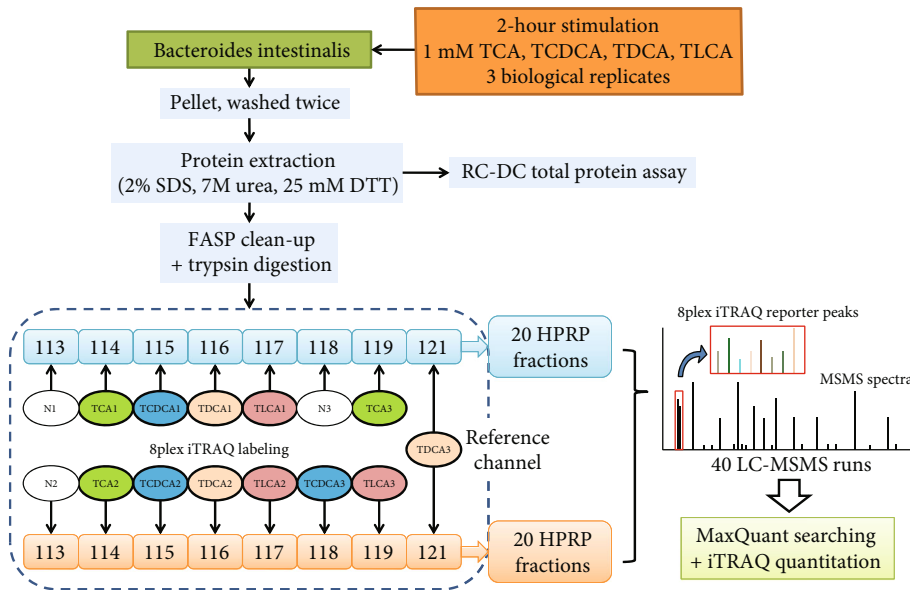 2-hour stimulation
1 mM TCA, TCDCA, TDCA, TLCA
3 biological replicates
Bacteroides intestinalis
Pellet, washed twice
Protein extraction
(2% SDS, 7M urea, 25 mM DTT)
RC-DC total protein assay
FASP clean-up
+ trypsin digestion
113 114 115 116 117 118 119 121
20 HPRP
fractions
N1 TCA1 TCDCA1 TDCA1 TLCA1 N3 TCA3
8plex iTRAQ labeling
TDCA3
Reference
channel
N2 TCA2 TCDCA2 TDCA2 TLCA2 TCDCA3 TLCA3
113 114 115 116 117 118 119 121
20 HPRP
fractions
8plex iTRAQ reporter peaks
MSMS spectra
40 LC-MSMS runs
MaxQuant searching
+ iTRAQ quantitation